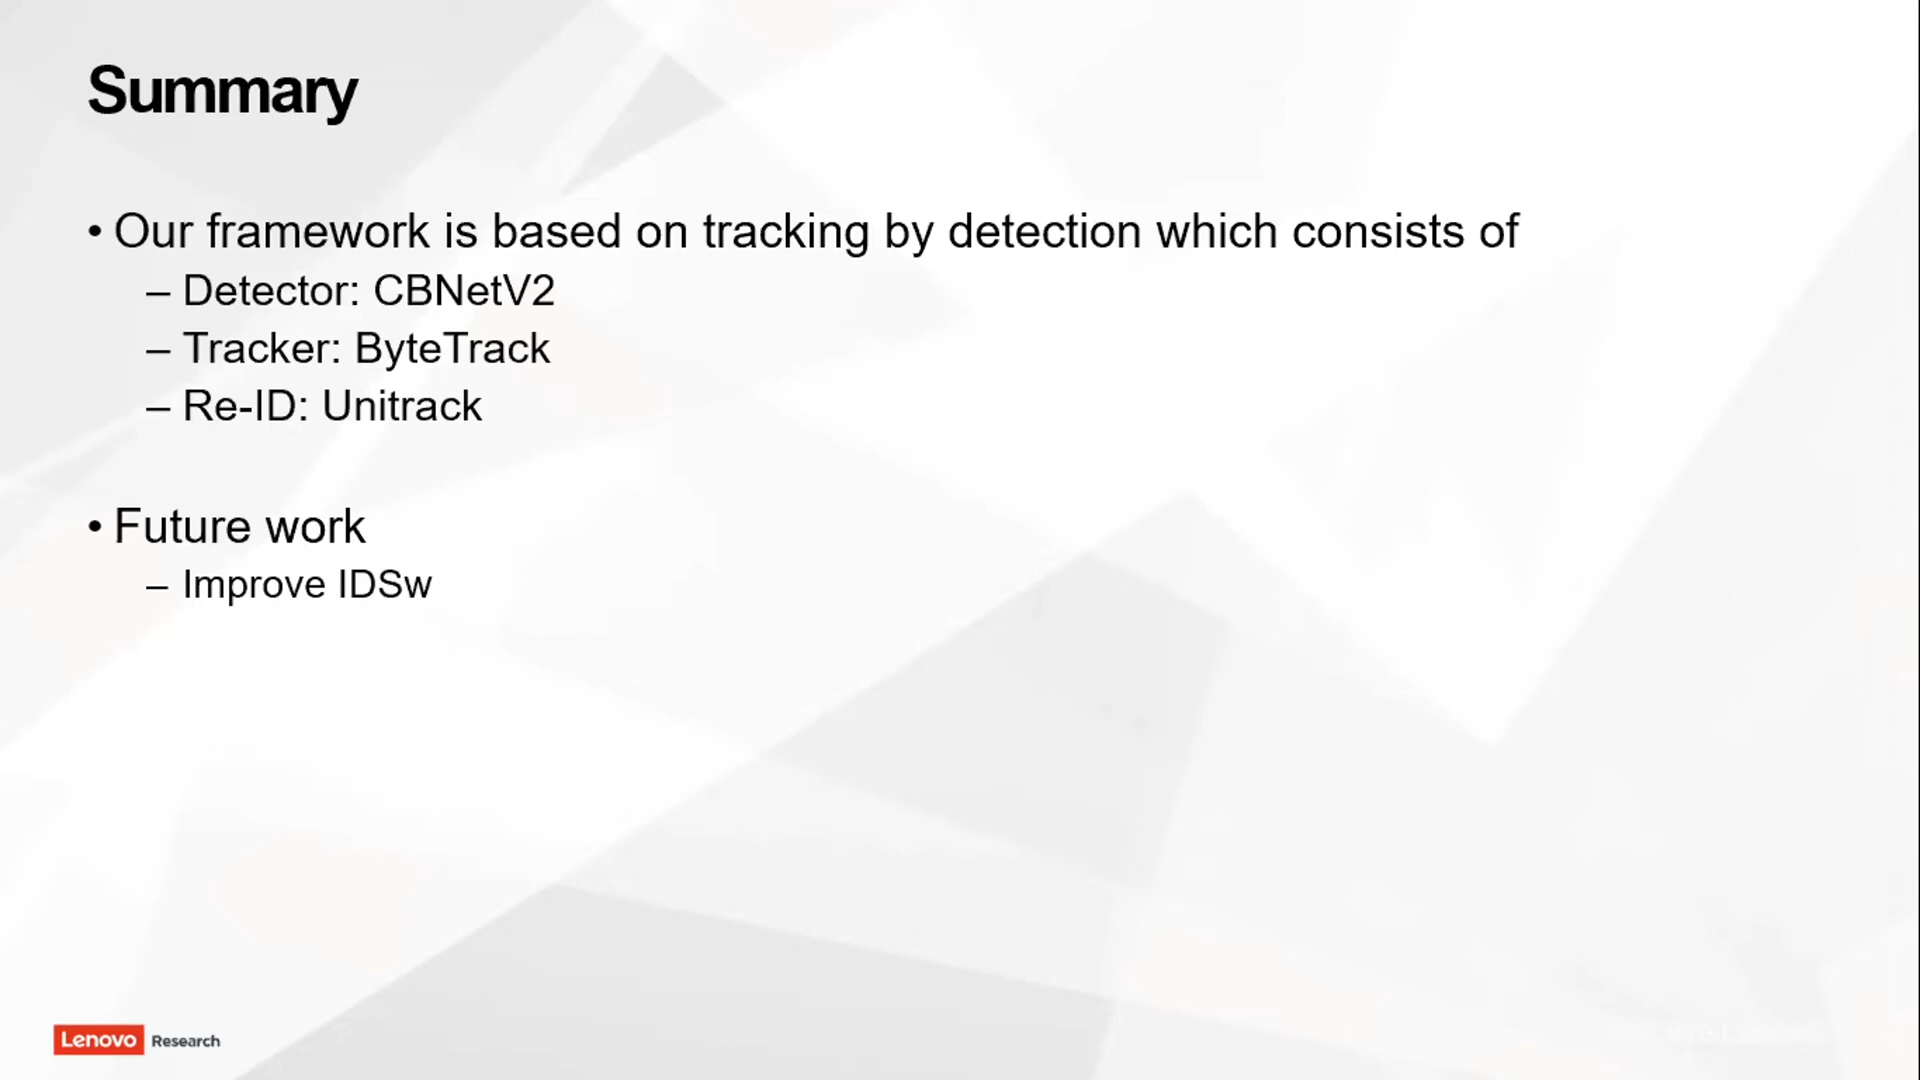 Summary
• Our framework is based on tracking by detection which consists of
– Detector: CBNetV2
– Tracker: ByteTrack
– Re-ID: Unitrack
• Future work
– Improve IDSw
Lenovo Research